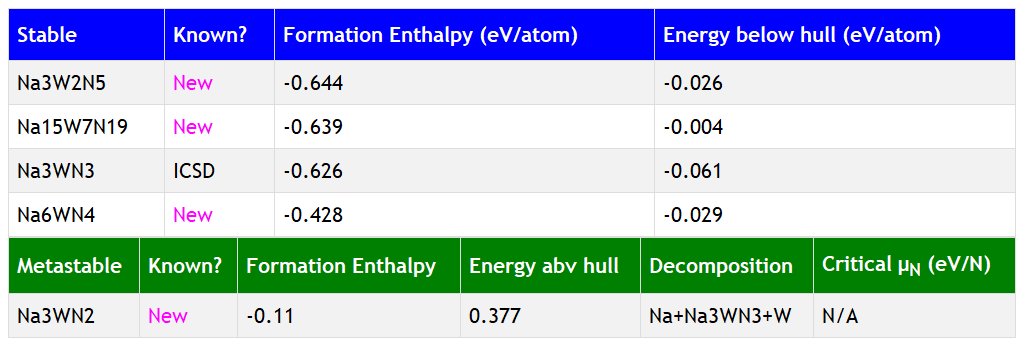 Stable Known? Formation Enthalpy (eV/atom) Energy below hull (eV/atom)
Na3W2N5 New -0.644 -0.026
Na15W7N19 New -0.639 -0.004
Na3WN3 ICSD -0.626 -0.061
Na6WN4 New -0.428 -0.029
Metastable Known? Formation Enthalpy Energy abv hull Decomposition Critical μN (eV/N)
Na3WN2 New -0.11 0.377 Na+Na3WN3+W N/A